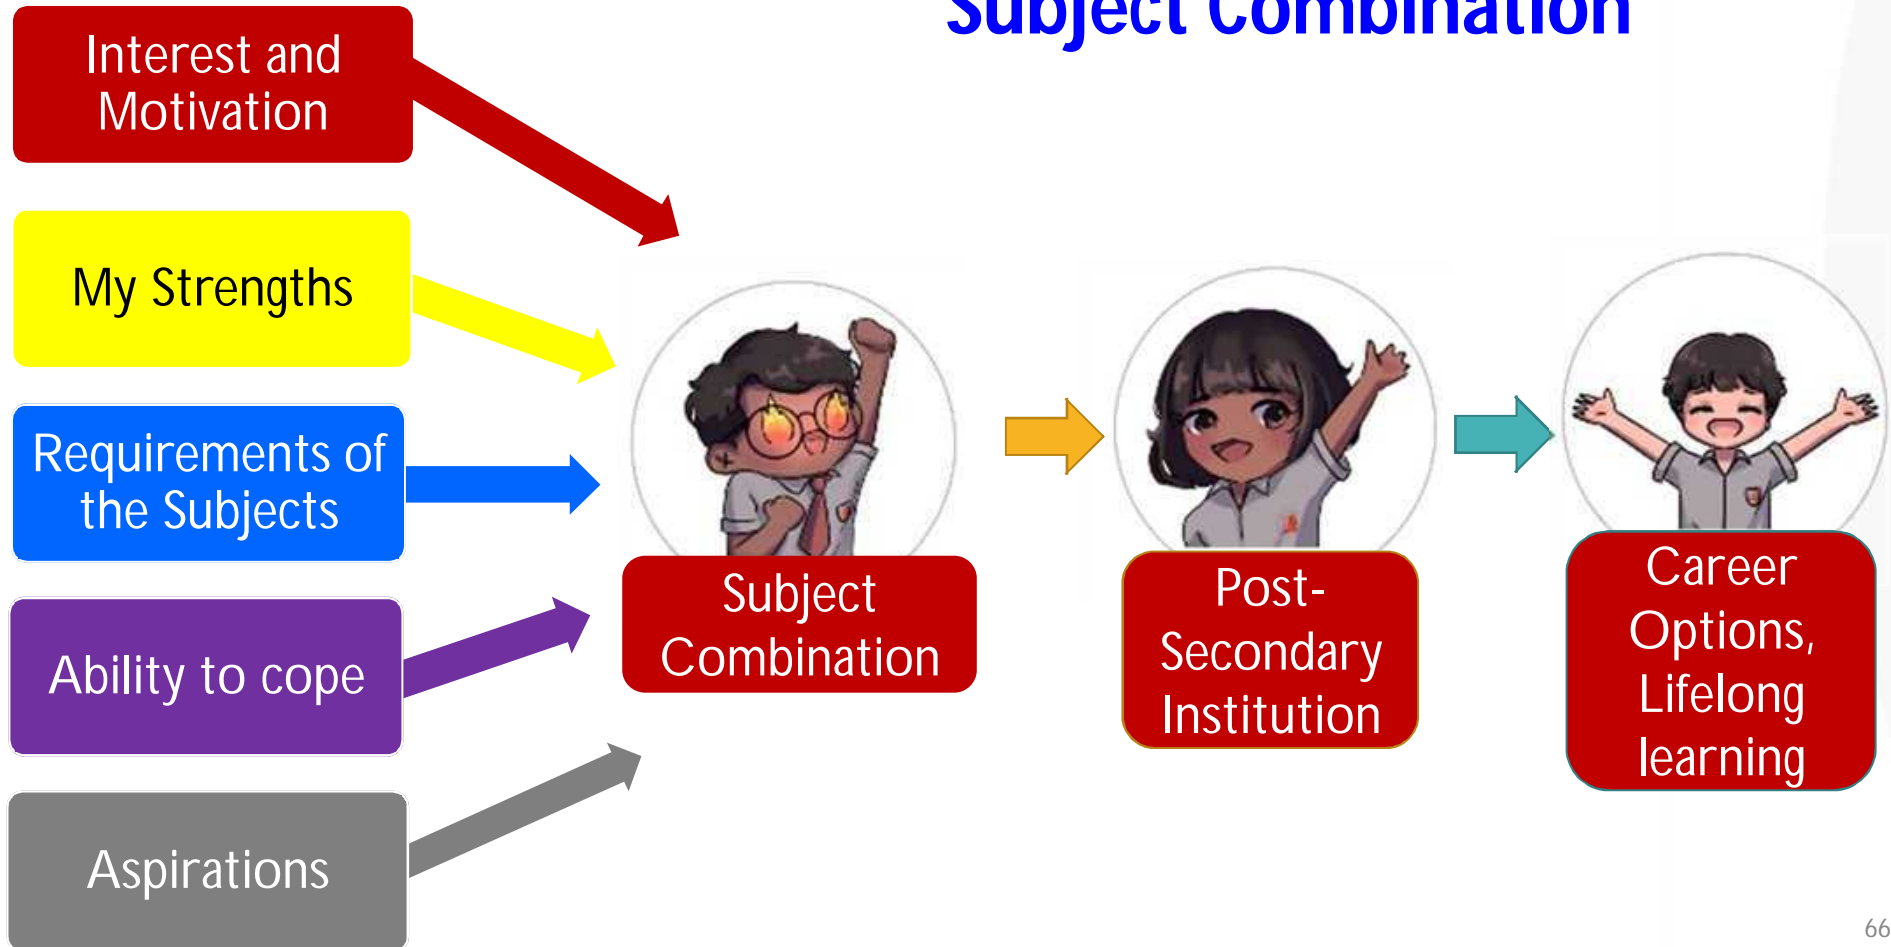 Subject Combination
Interest and
Motivation
My Strengths
Requirements of
the Subjects
Ability to cope
Aspirations
Subject
Combination
Post-
Secondary
Institution
Career
Options,
Lifelong
learning
66